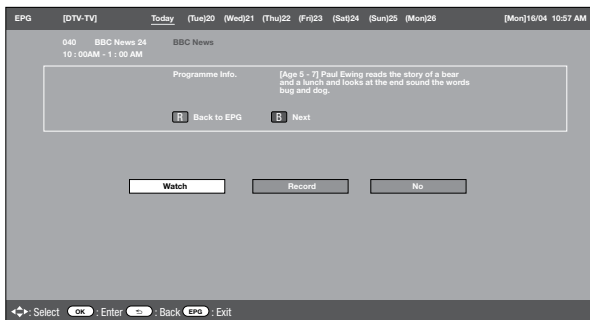 EPG [DTV-TV] Today (Tue)20 (Wed)21 (Thu)22 (Fri)23 (Sat)24 (Sun)25 (Mon)26 [Mon]16/04 10:57 AM
040 BBC News 24 BBC News
10 : 00AM - 1 : 00 AM
Programme Info. [Age 5 - 7] Paul Ewing reads the story of a bear
and a lunch and looks at the end sound the words
bug and dog.
R Back to EPG B Next
Watch Record No
: Select OK : Enter : Back EPG : Exit